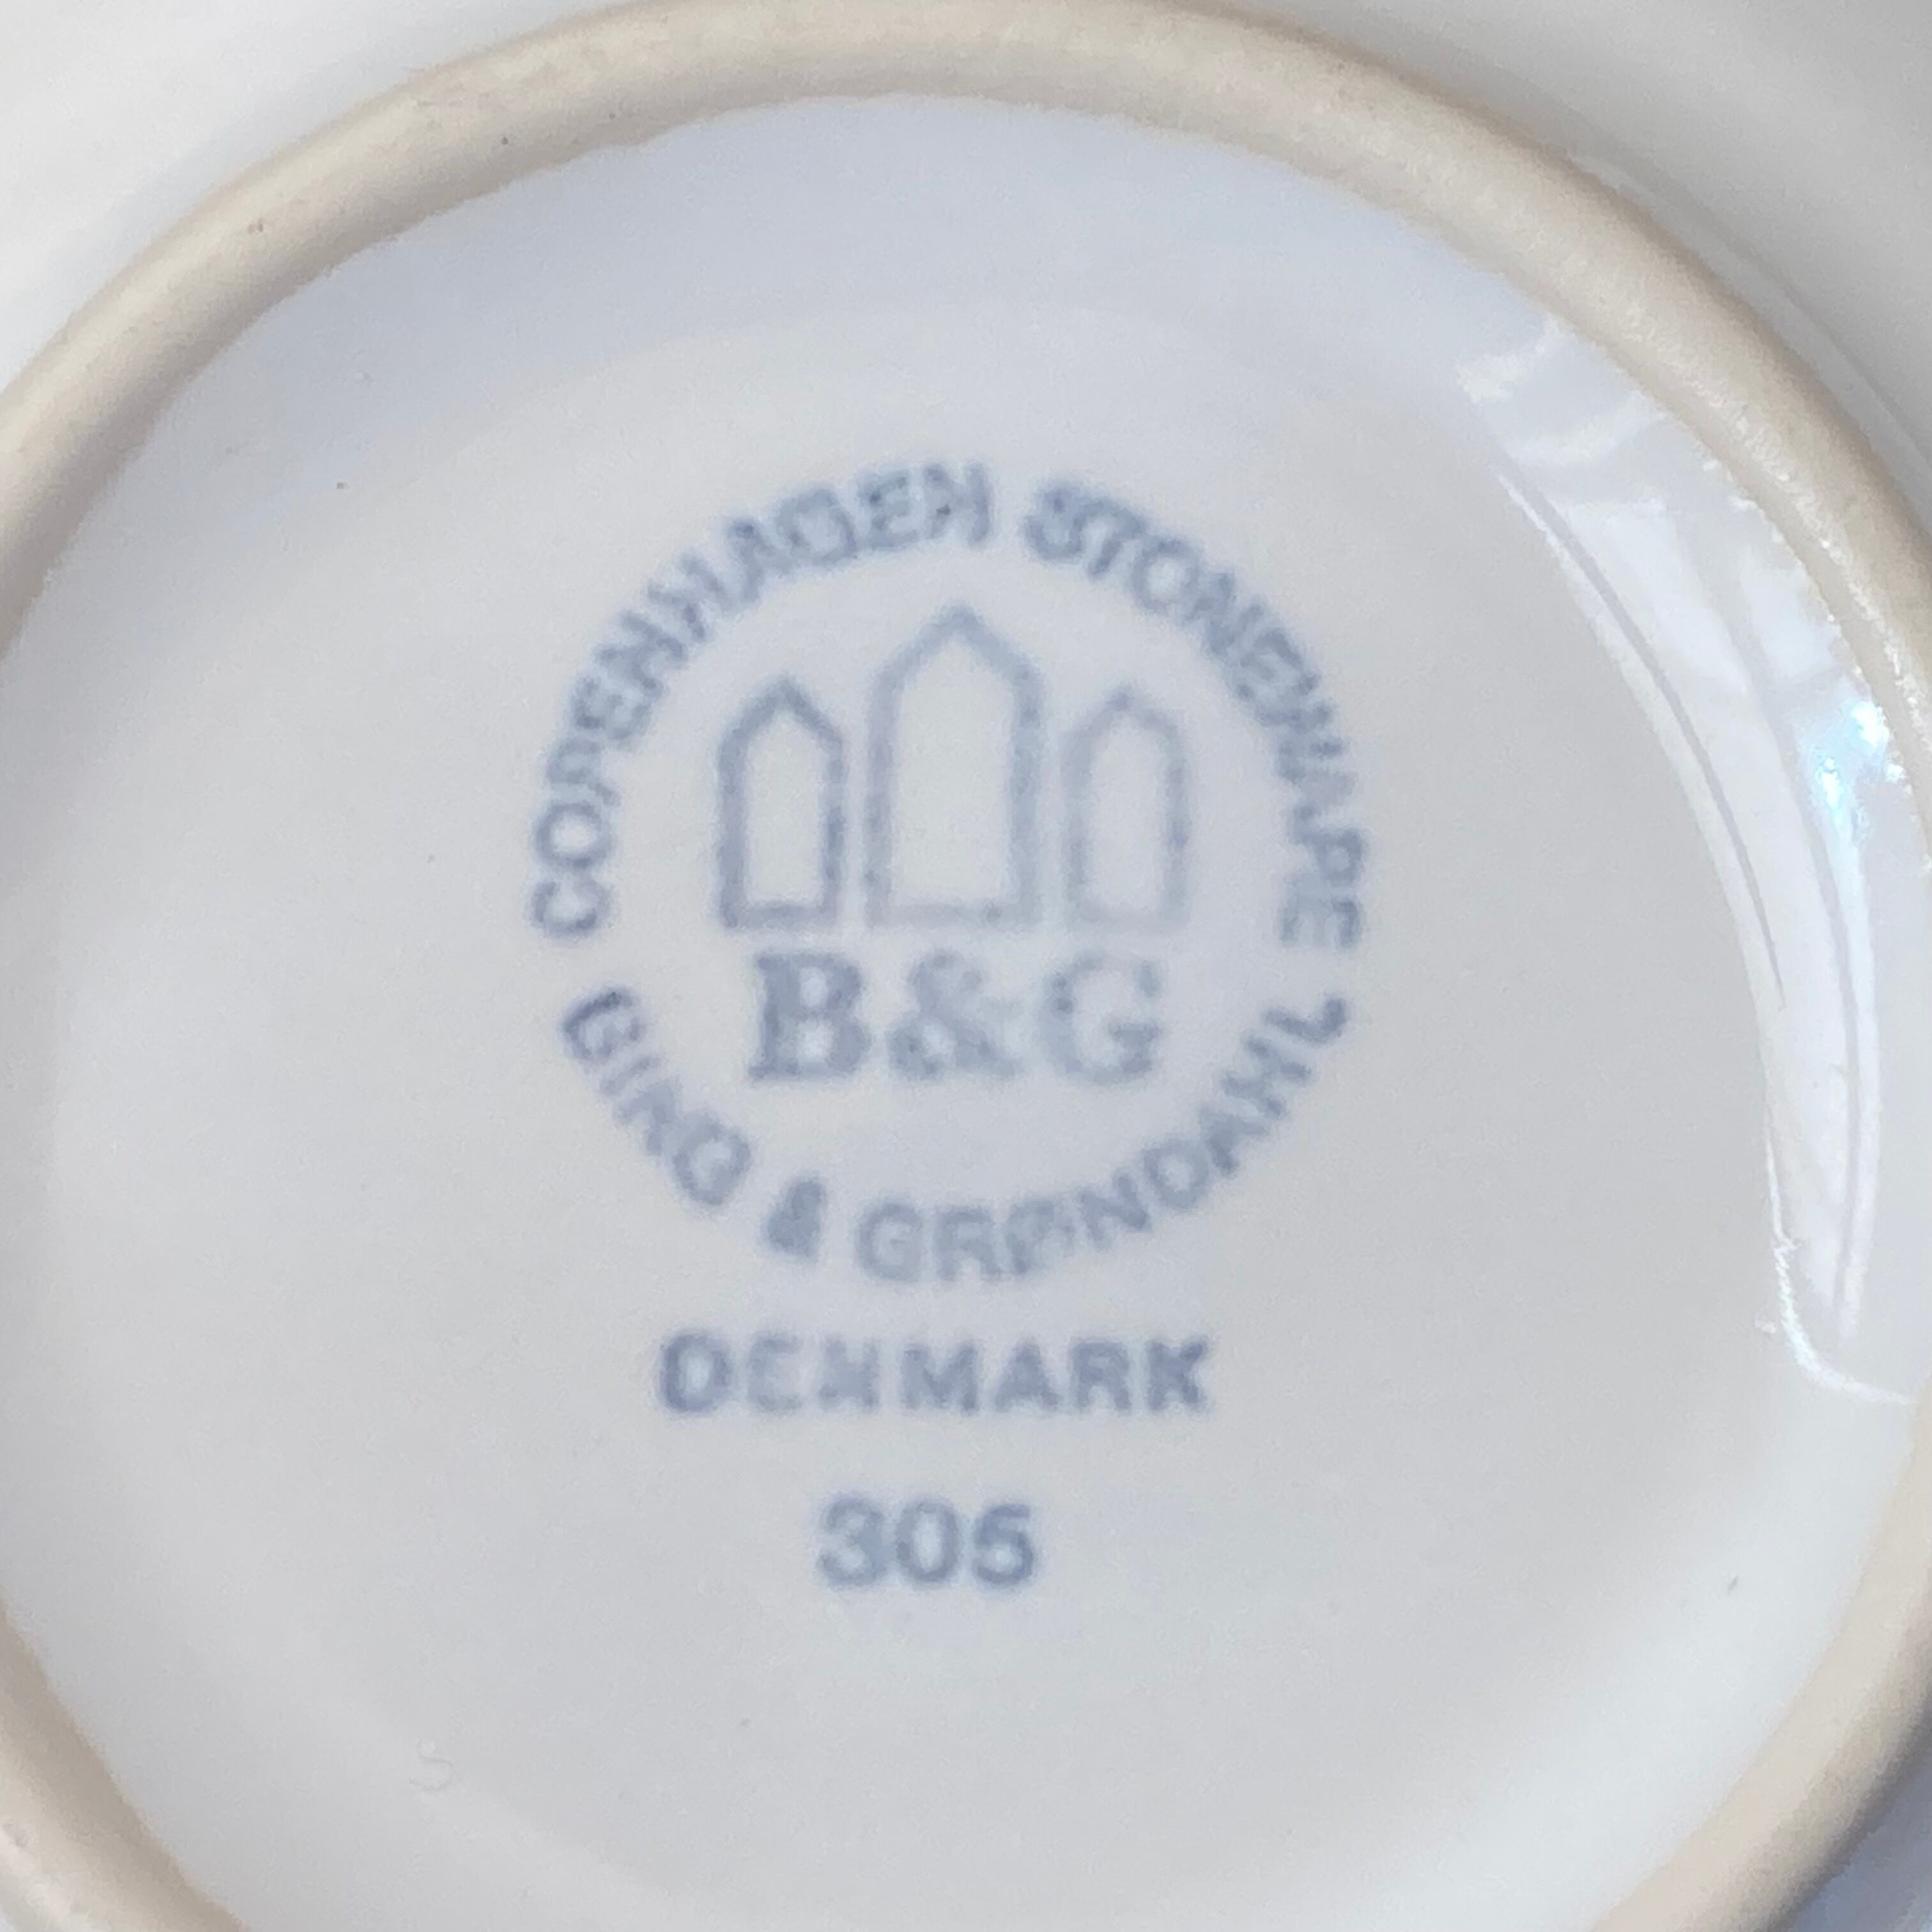 COPENHAGEN STONEWARE
B&G
BING & GRØNDAHL
DENMARK
305